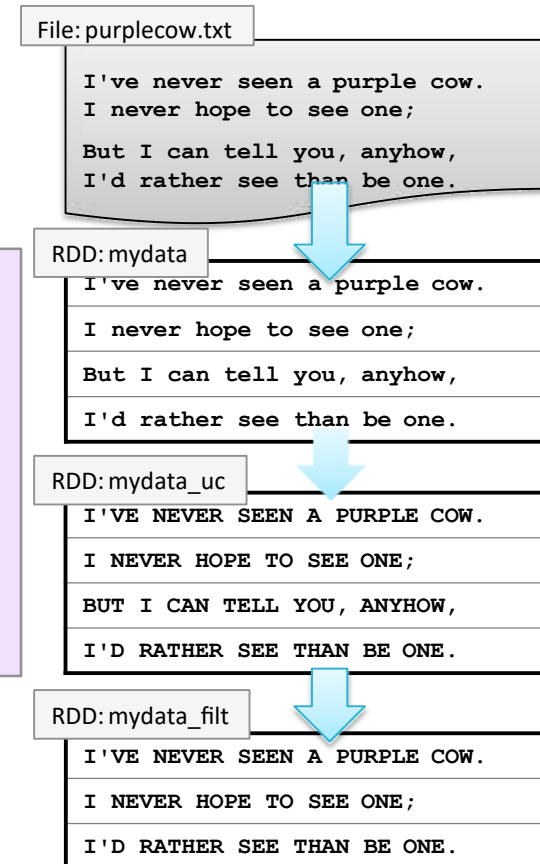 File: purplecow.txt
I've never seen a purple cow.
I never hope to see one;
But I can tell you, anyhow,
I'd rather see than be one.
RDD: mydata
I've never seen a purple cow.
I never hope to see one;
But I can tell you, anyhow,
I'd rather see than be one.
RDD: mydata_uc
I'VE NEVER SEEN A PURPLE COW.
I NEVER HOPE TO SEE ONE;
BUT I CAN TELL YOU, ANYHOW,
I'D RATHER SEE THAN BE ONE.
RDD: mydata_filt
I'VE NEVER SEEN A PURPLE COW.
I NEVER HOPE TO SEE ONE;
I'D RATHER SEE THAN BE ONE.